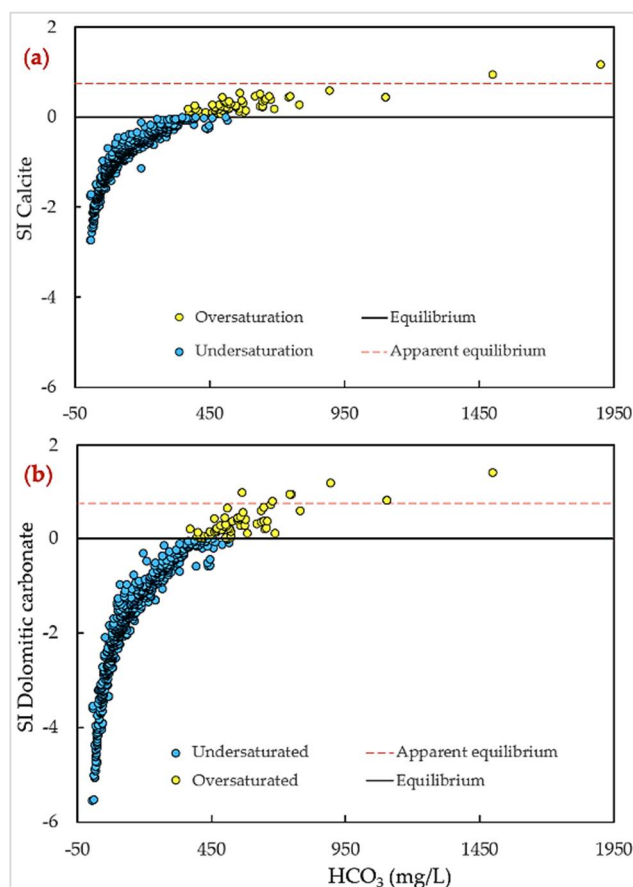 (a)
SI Calcite
2
0
-2
-4
-6
Oversaturation
Equilibrium
Undersaturation
Apparent equilibrium
-50
450
950
1450
1950
(b)
SI Dolomitic carbonate
2
0
-2
-4
-6
Undersaturated
Apparent equilibrium
Oversaturated
Equilibrium
-50
450
950
1450
1950
HCO₃ (mg/L)